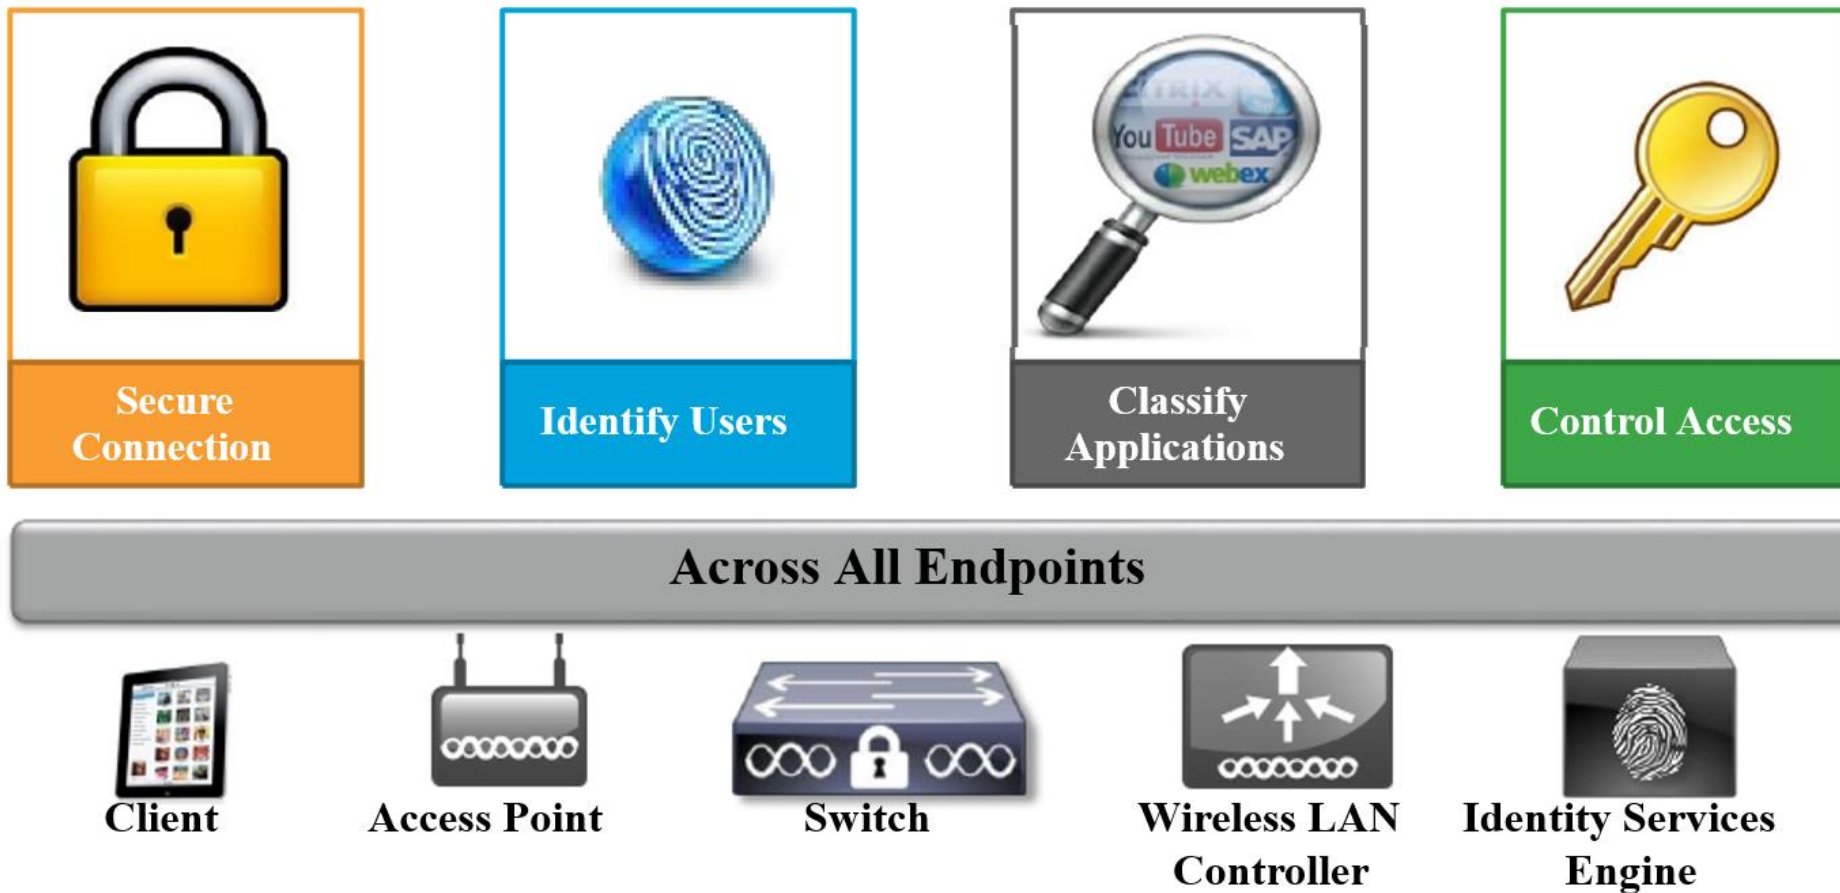 CITRIX
You Tube SAP
webex
Secure
Connection
Identify Users
Classify
Applications
Control Access
Across All Endpoints
Client
Access Point
Switch
Wireless LAN
Controller
Identity Services
Engine